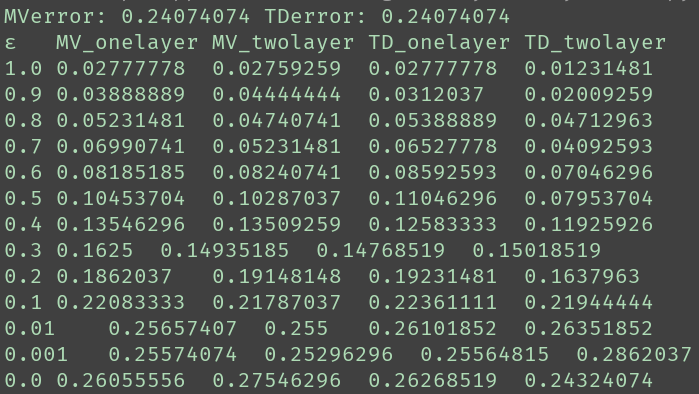 MVerror: 0.24074074 TDerror: 0.24074074
ε MV_onelayer MV_twolayer TD_onelayer TD_twolayer
1.0 0.02777778 0.02759259 0.02777778 0.01231481
0.9 0.03888889 0.04444444 0.0312037 0.02009259
0.8 0.05231481 0.04740741 0.05388889 0.04712963
0.7 0.06990741 0.05231481 0.06527778 0.04092593
0.6 0.08185185 0.08240741 0.08592593 0.07046296
0.5 0.10453704 0.10287037 0.11046296 0.07953704
0.4 0.13546296 0.13509259 0.12583333 0.11925926
0.3 0.1625 0.14935185 0.14768519 0.15018519
0.2 0.1862037 0.19148148 0.19231481 0.1637963
0.1 0.22083333 0.21787037 0.22361111 0.21944444
0.01 0.25657407 0.255 0.26101852 0.26351852
0.001 0.25574074 0.25296296 0.25564815 0.2862037
0.0 0.26055556 0.27546296 0.26268519 0.24324074